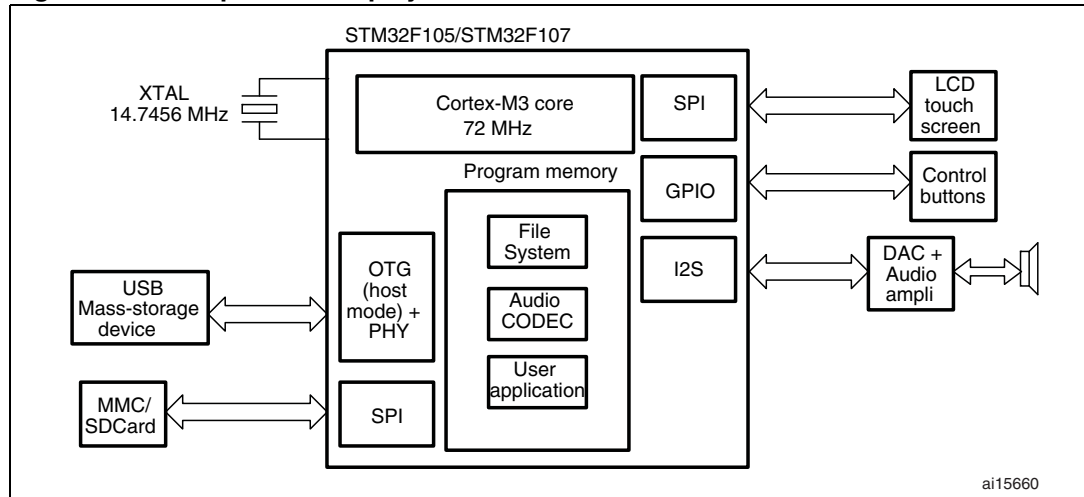 STM32F105/STM32F107
XTAL
14.7456 MHz
Cortex-M3 core
72 MHz
SPI
LCD
touch
screen
Program memory
GPIO
Control
buttons
File
System
OTG
(host
mode) +
PHY
I2S
DAC +
Audio
ampli
USB
Mass-storage
device
Audio
CODEC
User
application
MMC/
SDCard
SPI
ai15660